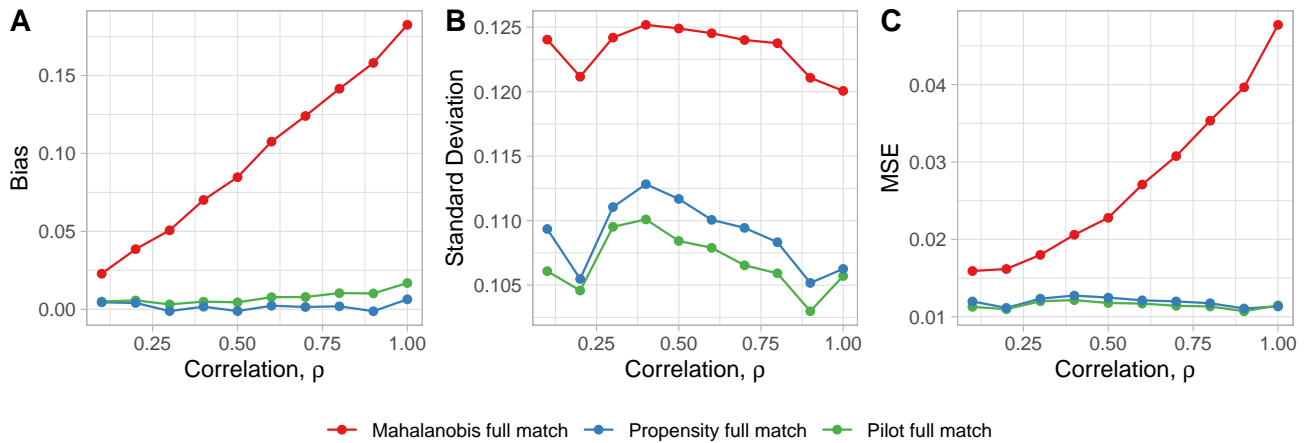 A
B
C
Bias
0.15
0.10
0.05
0.00
0.25
0.50
0.75
1.00
Correlation, ρ
Standard Deviation
0.125
0.120
0.115
0.110
0.105
0.25
0.50
0.75
1.00
Correlation, ρ
MSE
0.04
0.03
0.02
0.01
0.25
0.50
0.75
1.00
Correlation, ρ
Mahalanobis full match
Propensity full match
Pilot full match